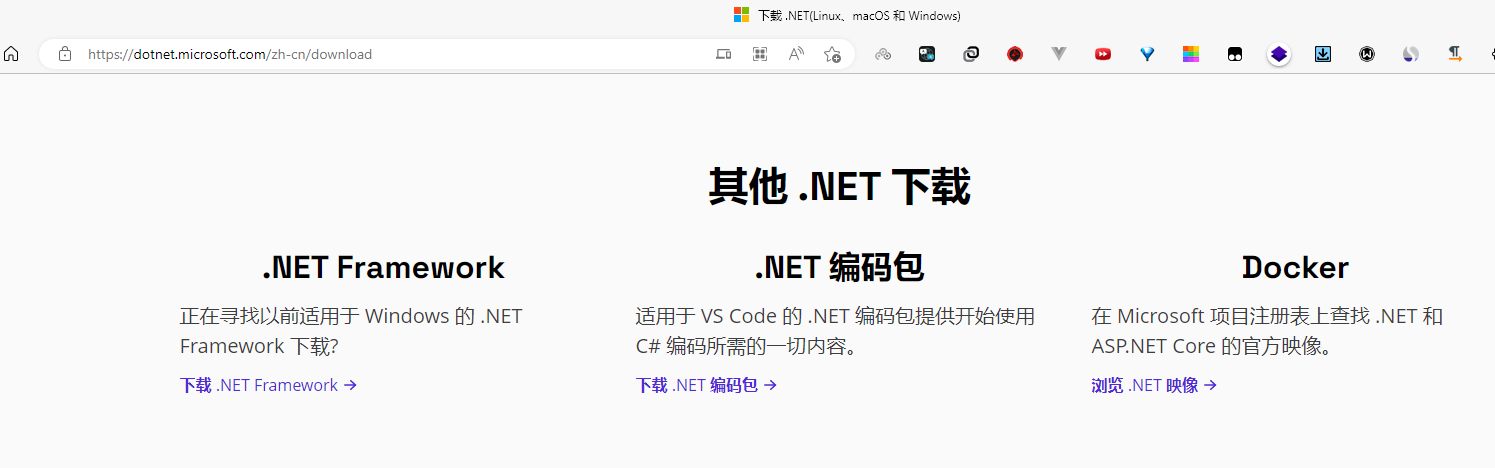 下载 .NET(Linux、macOS 和 Windows)
https://dotnet.microsoft.com/zh-cn/download
其他 .NET 下载
.NET Framework
正在寻找以前适用于 Windows 的 .NET
Framework 下载?
下载 .NET Framework →
.NET 编码包
适用于 VS Code 的 .NET 编码包提供开始使用
C# 编码所需的一切内容。
下载 .NET 编码包 →
Docker
在 Microsoft 项目注册表上查找 .NET 和
ASP.NET Core 的官方映像。
浏览 .NET 映像 →